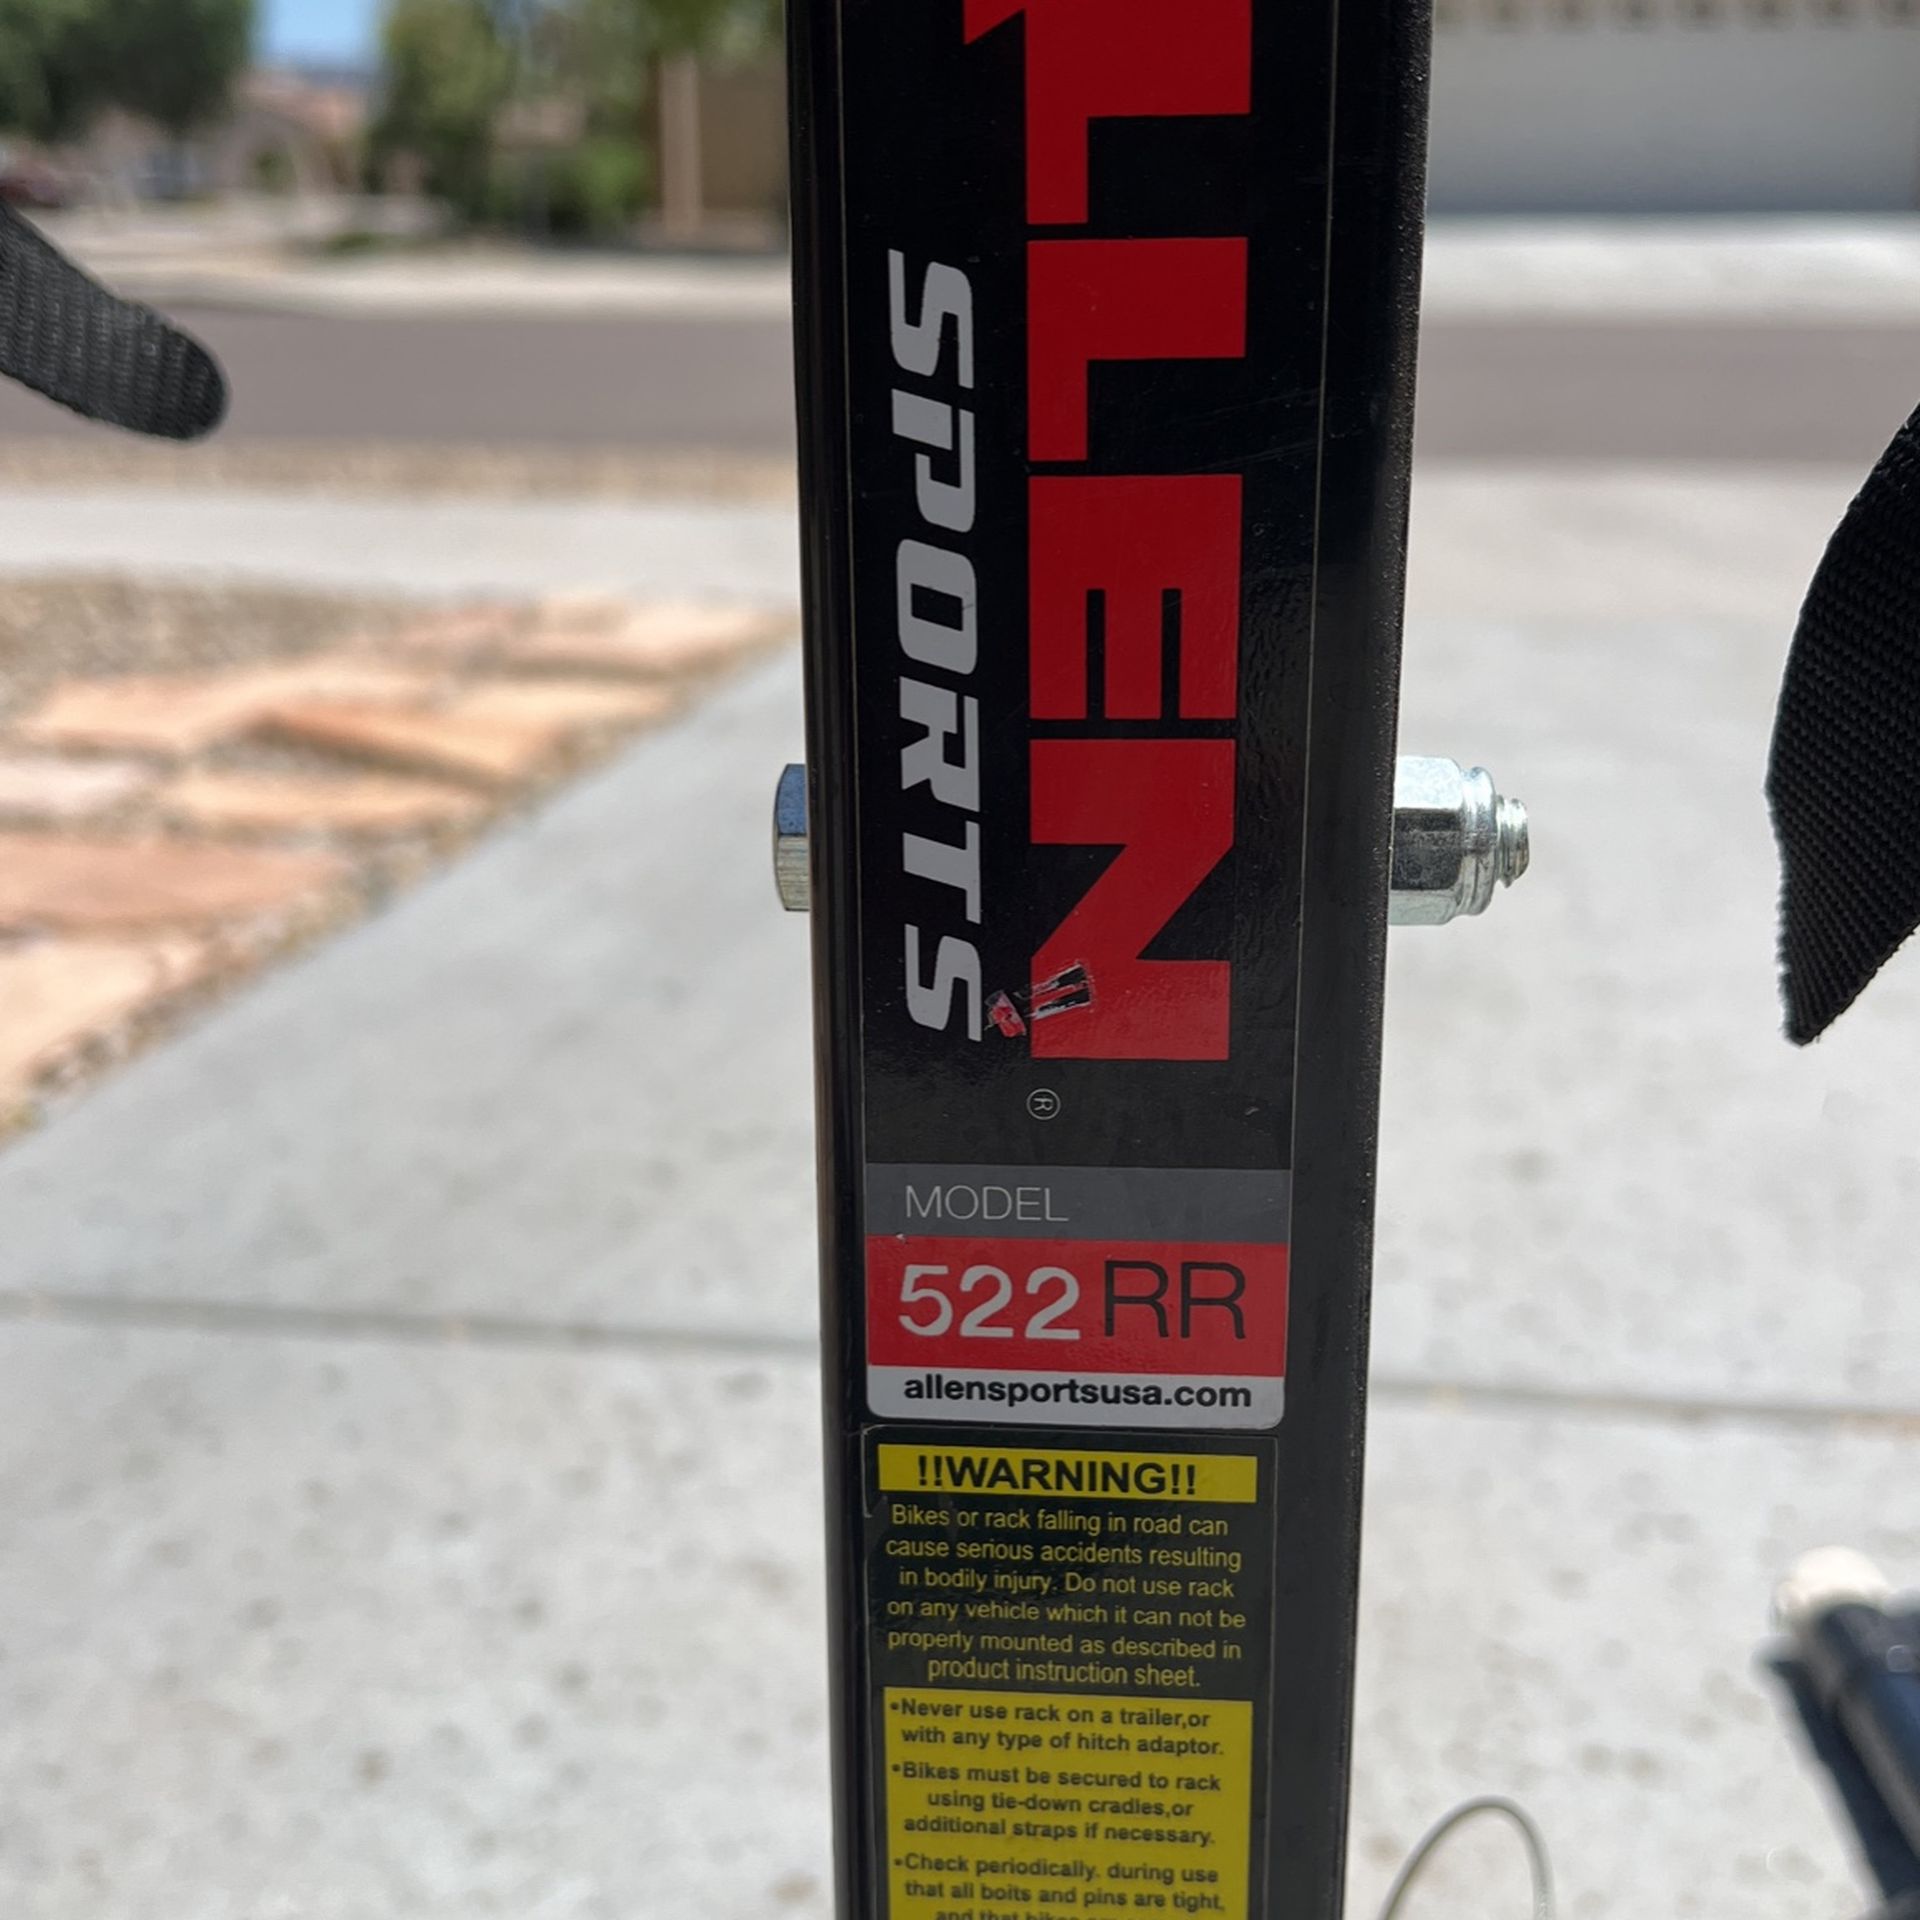 LLEN
SPORTS
®
MODEL
522 RR
allensportsusa.com
!!WARNING!!
Bikes or rack falling in road can
cause serious accidents resulting
in bodily injury. Do not use rack
on any vehicle which it can not be
properly mounted as described in
product instruction sheet.
•Never use rack on a trailer,or
with any type of hitch adaptor.
•Bikes must be secured to rack
using tie-down cradles,or
additional straps if necessary.
•Check periodically. during use
that all bolts and pins are tight,
and that bikes